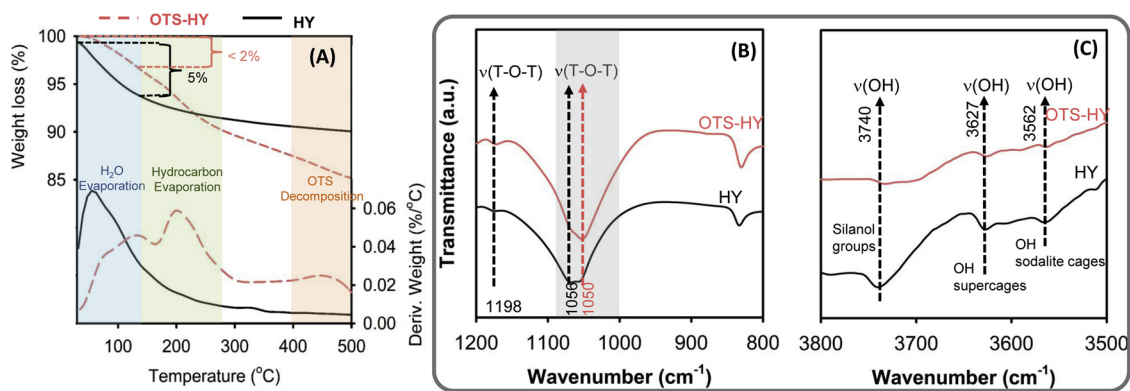 OTS-HY
HY
(A)
< 2%
5%
100
95
90
85
Weight loss (%)
H₂O
Evaporation
Hydrocarbon
Evaporation
OTS
Decomposition
0.06
0.04
0.02
0.00
Deriv. Weight (%/°C)
100
200
300
400
500
Temperature (°C)
(B)
ν(T-O-T)
ν(T-O-T)
OTS-HY
HY
1198
1056
1050
Transmittance (a.u.)
1200
1000
800
Wavenumber (cm⁻¹)
(C)
ν(OH)
ν(OH)
ν(OH)
3740
3627
3562
OTS-HY
HY
Silanol
groups
OH
supercages
OH
sodalite cages
3800
3700
3600
3500
Wavenumber (cm⁻¹)